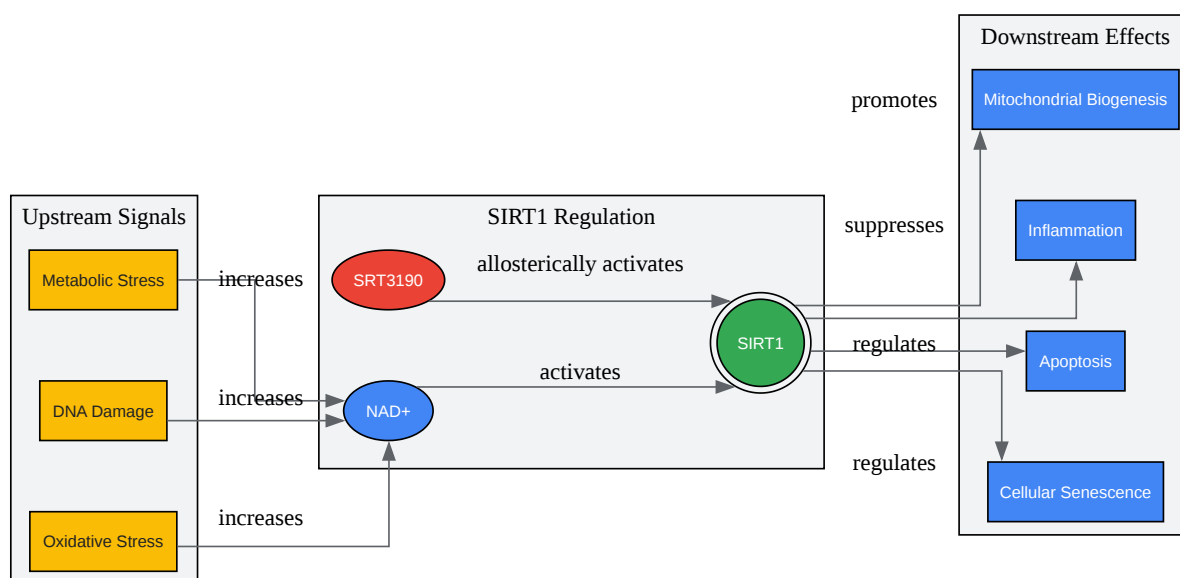 Upstream Signals
Metabolic Stress
DNA Damage
Oxidative Stress
increases
increases
increases
SIRT1 Regulation
SRT3190
allosterically activates
NAD+
activates
SIRT1
promotes
suppresses
regulates
regulates
Downstream Effects
Mitochondrial Biogenesis
Inflammation
Apoptosis
Cellular Senescence